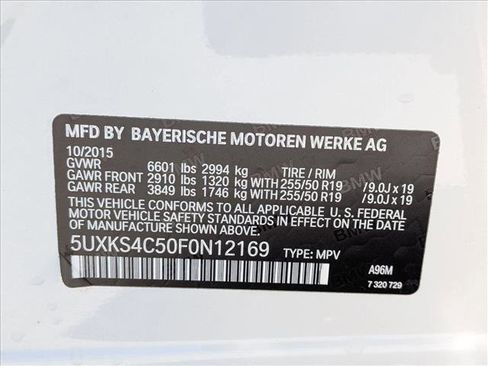 MFD BY BAYERISCHE MOTOREN WERKE AG
10/2015
GVWR 6601 lbs 2994 kg TIRE / RIM
GAWR FRONT 2910 lbs 1320 kg WITH 255/50 R19 /9.0J x 19
GAWR REAR 3849 lbs 1746 kg WITH 255/50 R19 /9.0J x 19
THIS VEHICLE CONFORMS TO ALL APPLICABLE U. S. FEDERAL
MOTOR VEHICLE SAFETY STANDARDS IN EFFECT ON THE DATE
OF MANUFACTURE SHOWN ABOVE.
5UXKS4C50F0N12169 TYPE: MPV
A96M
7 320 729